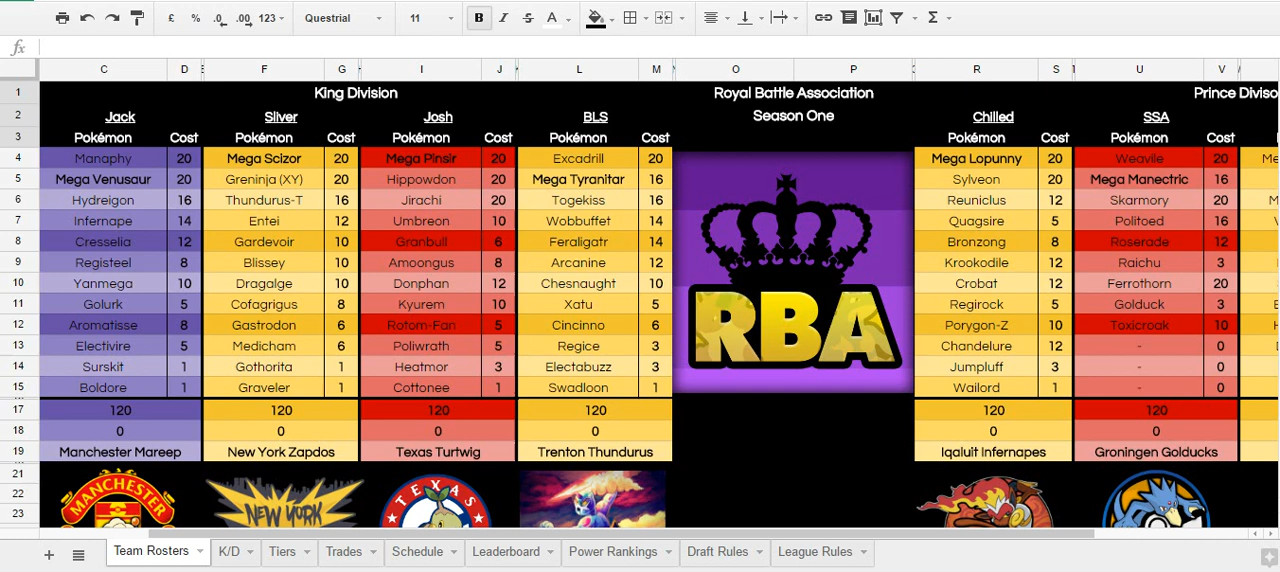 £ % .0 .00 123 Questrial 11 B I S A Σ
fx
C D F G I J L M O P R S U V
1 King Division Royal Battle Association Prince Diviso
2 Jack Sliver Josh BLS Season One Chilled SSA
3 Pokémon Cost Pokémon Cost Pokémon Cost Pokémon Cost Pokémon Cost Pokémon Cost
4 Manaphy 20 Mega Scizor 20 Mega Pinsir 20 Excadrill 20 Mega Lopunny 20 Weavile 20
5 Mega Venusaur 20 Greninja (XY) 20 Hippowdon 16 Mega Tyranitar 16 Sylveon 20 Mega Manectric 16
6 Hydreigon 16 Thundurus-T 16 Jirachi 20 Togekiss 16 Reuniclus 12 Skarmory 20
7 Infernape 14 Entei 12 Umbreon 10 Wobbuffet 14 Quagsire 5 Politoed 16
8 Cresselia 12 Gardevoir 10 Granbull 6 Feraligatr 14 Bronzong 8 Roserade 12
9 Registeel 8 Blissey 10 Amoongus 8 Arcanine 12 Krookodile 12 Raichu 3
10 Yanmega 10 Dragalge 10 Donphan 12 Chesnaught 10 Crobat 12 Ferrothorn 20
11 Golurk 5 Cofagrigus 8 Kyurem 10 Xatu 5 Regirock 5 Golduck 3
12 Aromatisse 8 Gastrodon 6 Rotom-Fan 5 Cincinno 6 Porygon-Z 10 Toxicroak 10
13 Electivire 5 Medicham 6 Poliwrath 5 Regice 3 Chandelure 12 - 0
14 Surskit 1 Gothorita 1 Heatmor 3 Electabuzz 3 Jumpluff 3 - 0
15 Boldore 1 Graveler 1 Cottonee 1 Swadloon 1 Wailord 1 - 0
RBA
17 120 120 120 120 120 120
18 0 0 0 0 0 0
19 Manchester Mareep New York Zapdos Texas Turtwig Trenton Thundurus Iqaluit Infernapes Groningen Golducks
21
22 MANCHESTER NEW YORK TEXAS
23
Team Rosters K/D Tiers Trades Schedule Leaderboard Power Rankings Draft Rules League Rules